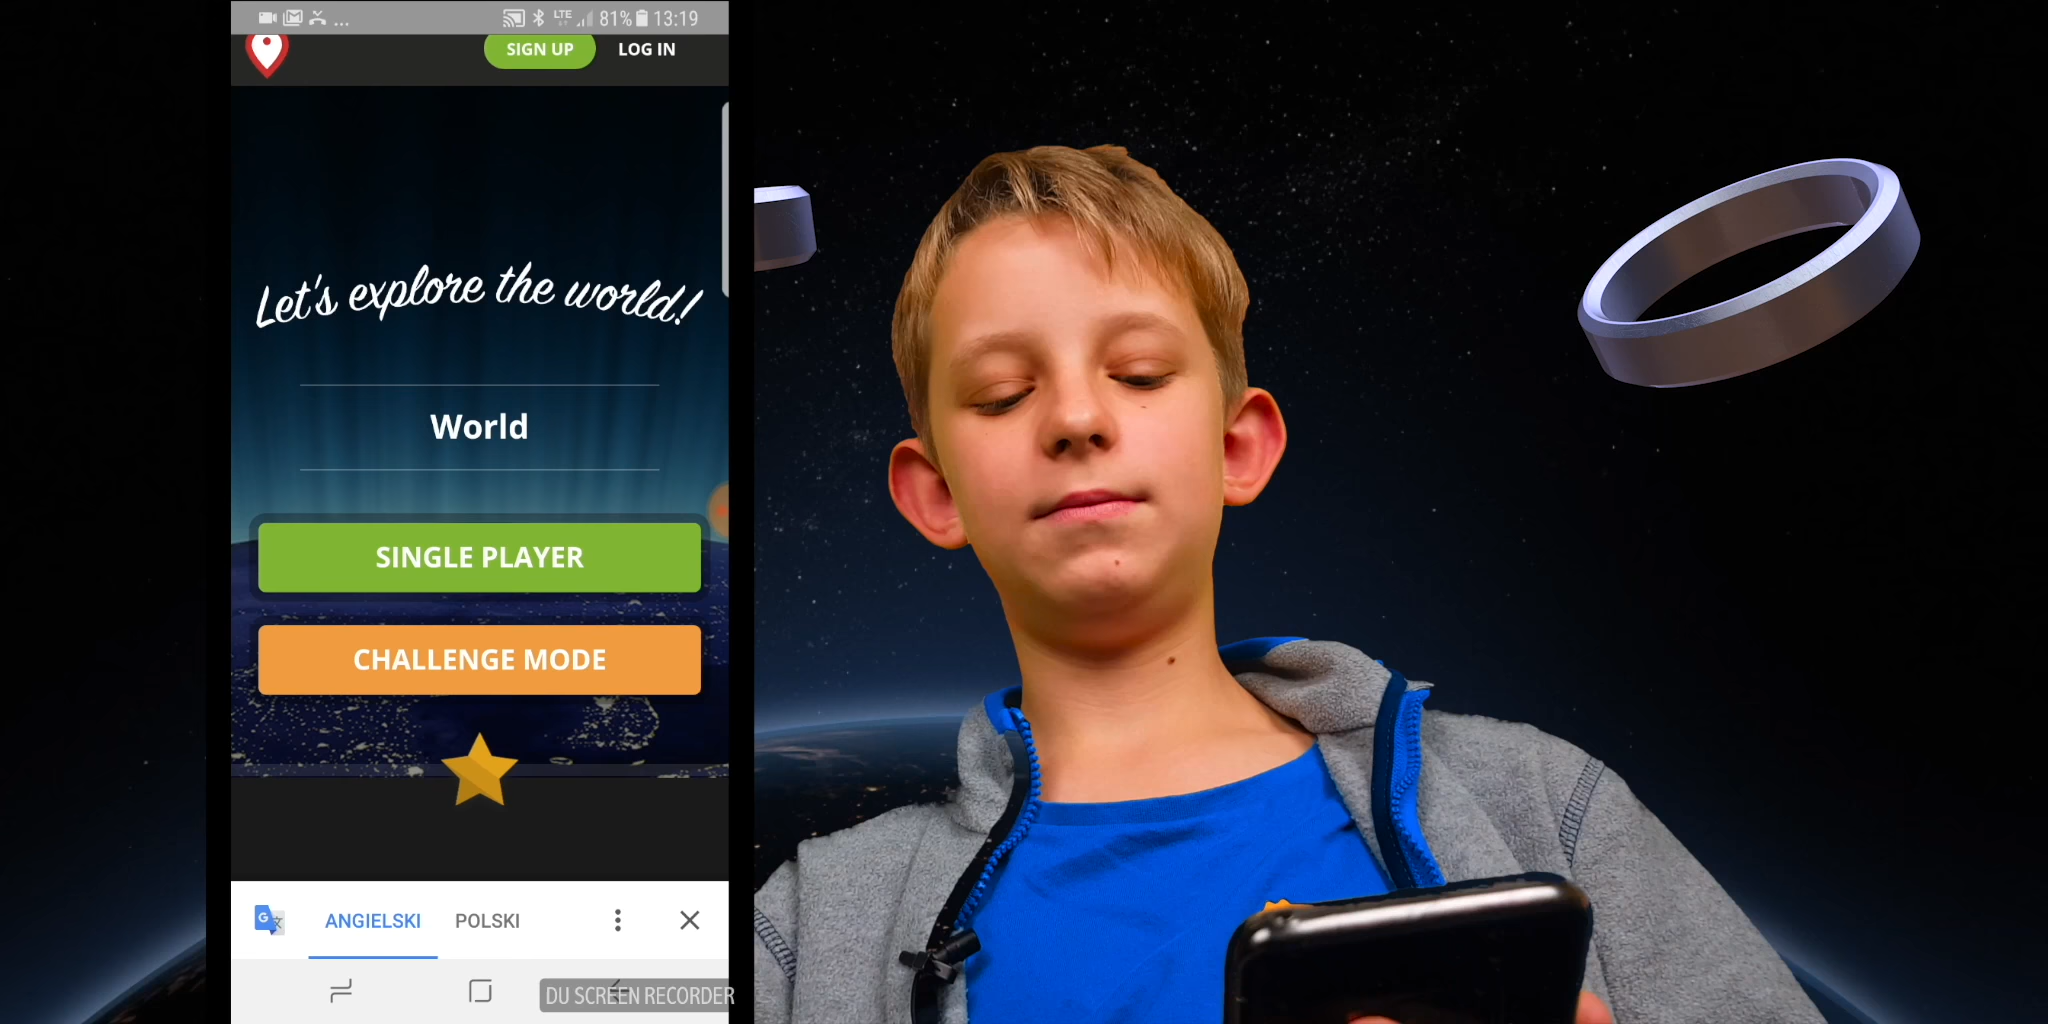 LTE 81% 13:19
SIGN UP LOG IN
Let's explore the world!
World
SINGLE PLAYER
CHALLENGE MODE
ANGIELSKI POLSKI
DU SCREEN RECORDER